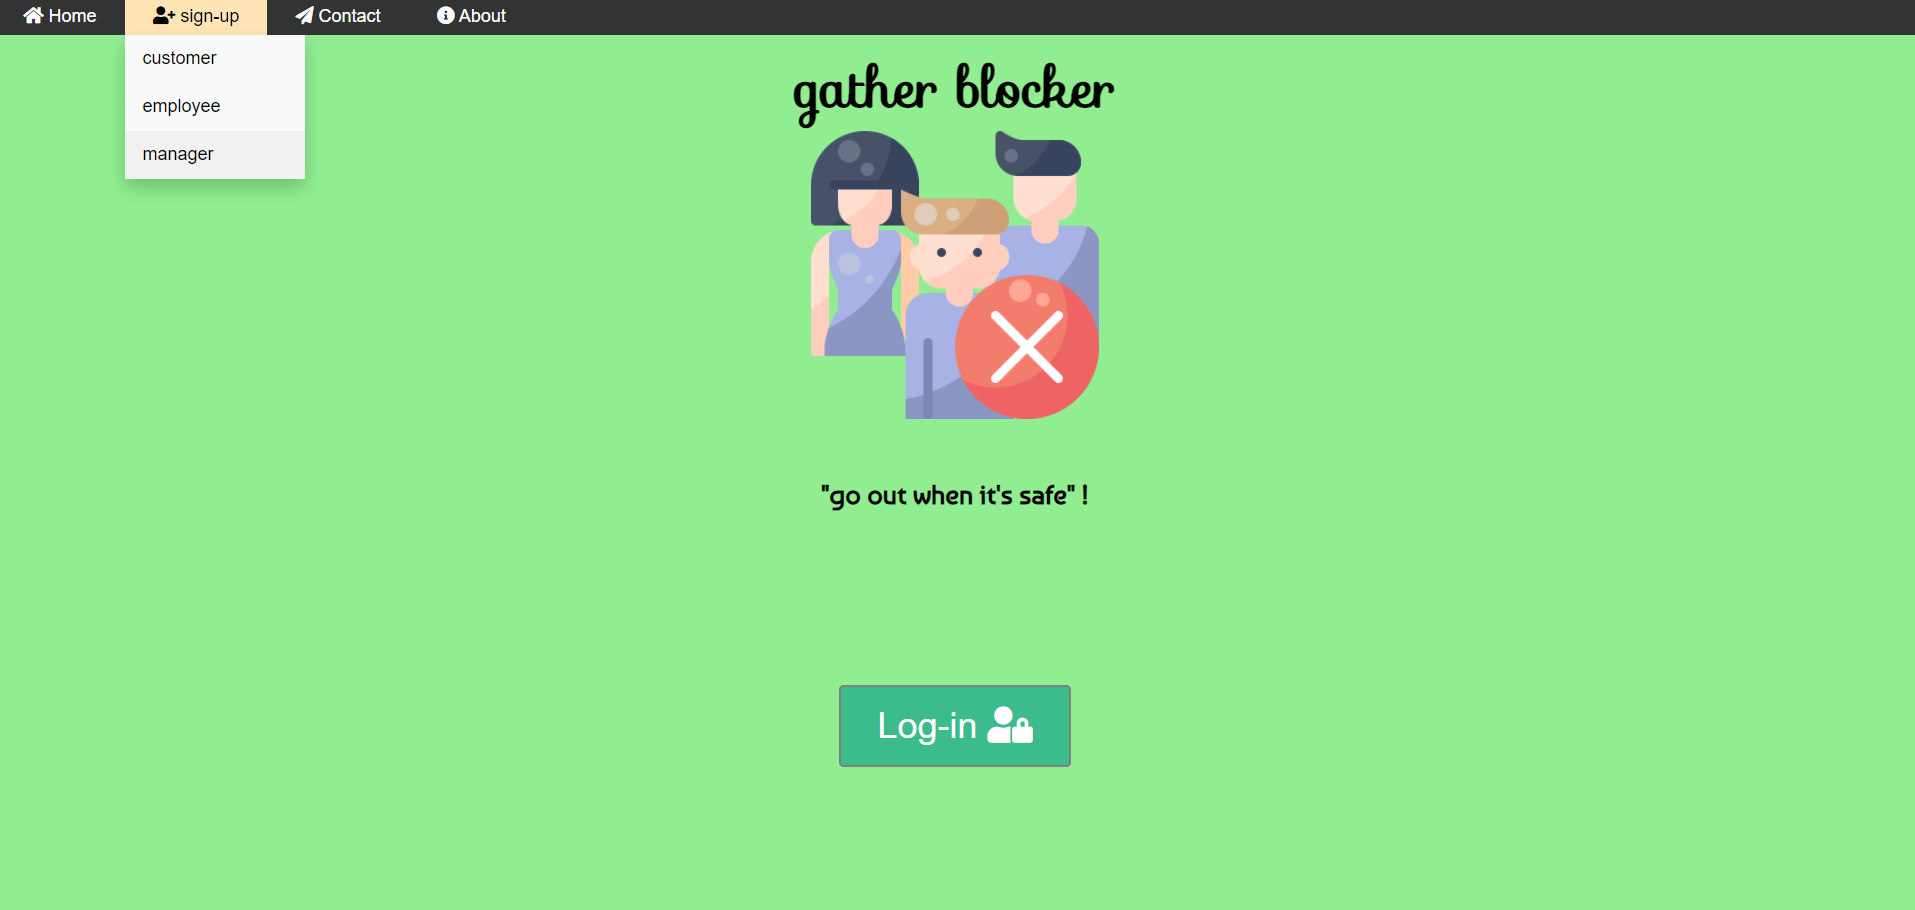 Home sign-up Contact About
customer
employee
manager
gather blocker
"go out when it's safe" !
Log-in